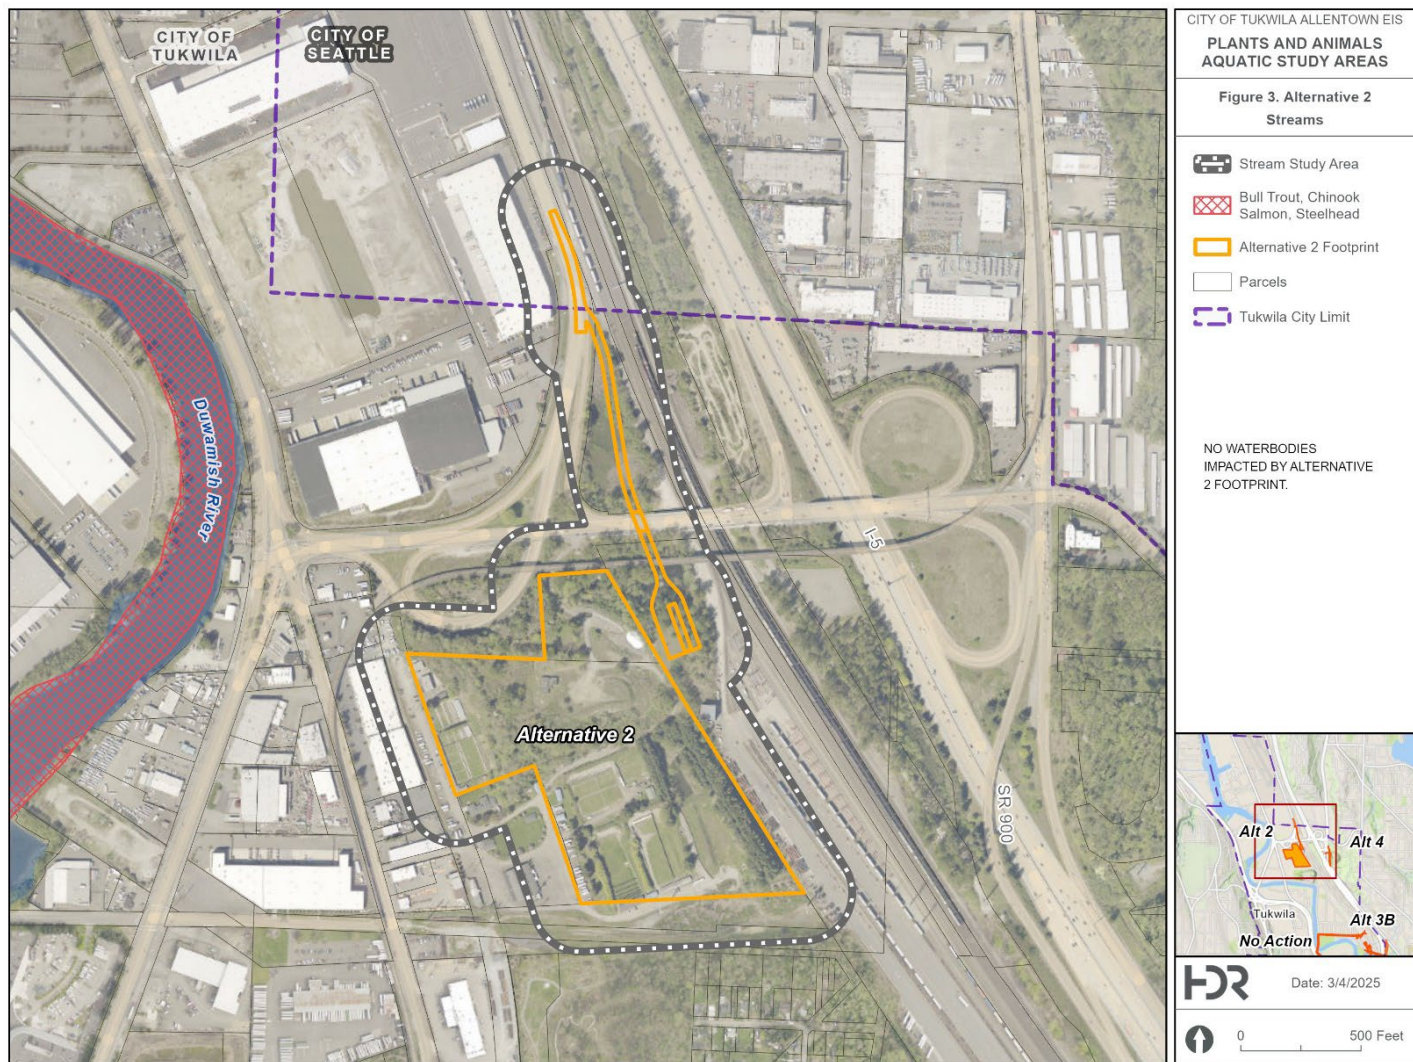 CITY OF TUKWILA ALLENTOWN EIS
PLANTS AND ANIMALS
AQUATIC STUDY AREAS
Figure 3. Alternative 2
Streams
Stream Study Area
Bull Trout, Chinook
Salmon, Steelhead
Alternative 2 Footprint
Parcels
Tukwila City Limit
NO WATERBODIES
IMPACTED BY ALTERNATIVE
2 FOOTPRINT.
CITY OF
TUKWILA
CITY OF
SEATTLE
Duwamish River
I-5
Alternative 2
SR 900
Alt 2
Alt 4
Tukwila
Alt 3B
No Action
HDR
Date: 3/4/2025
0
500 Feet